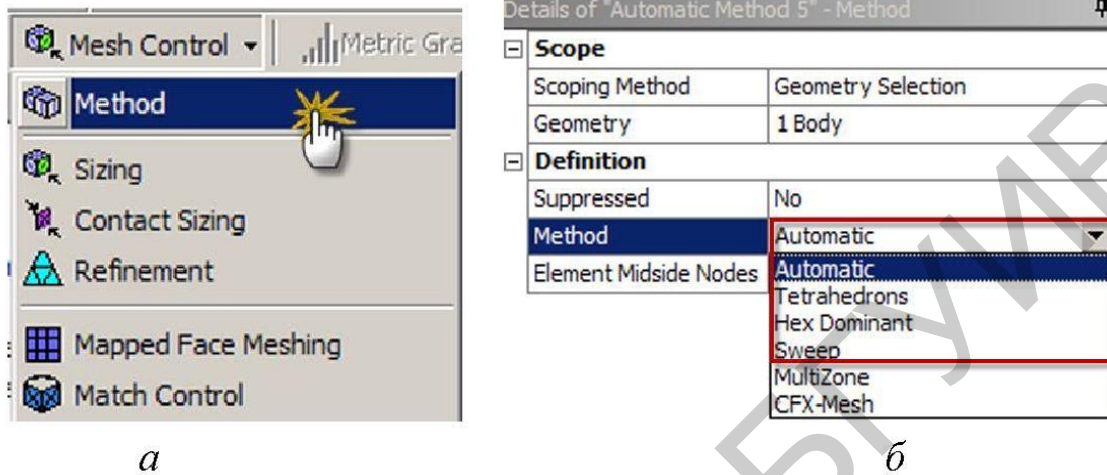 Mesh Control
Metric Gra
Method
Sizing
Contact Sizing
Refinement
Mapped Face Meshing
Match Control
а
Details of "Automatic Method 5" - Method
Scope
Scoping Method Geometry Selection
Geometry 1 Body
Definition
Suppressed No
Method Automatic
Element Midside Nodes Automatic
Tetrahedrons
Hex Dominant
Sweep
MultiZone
CFX-Mesh
б
БГУИР